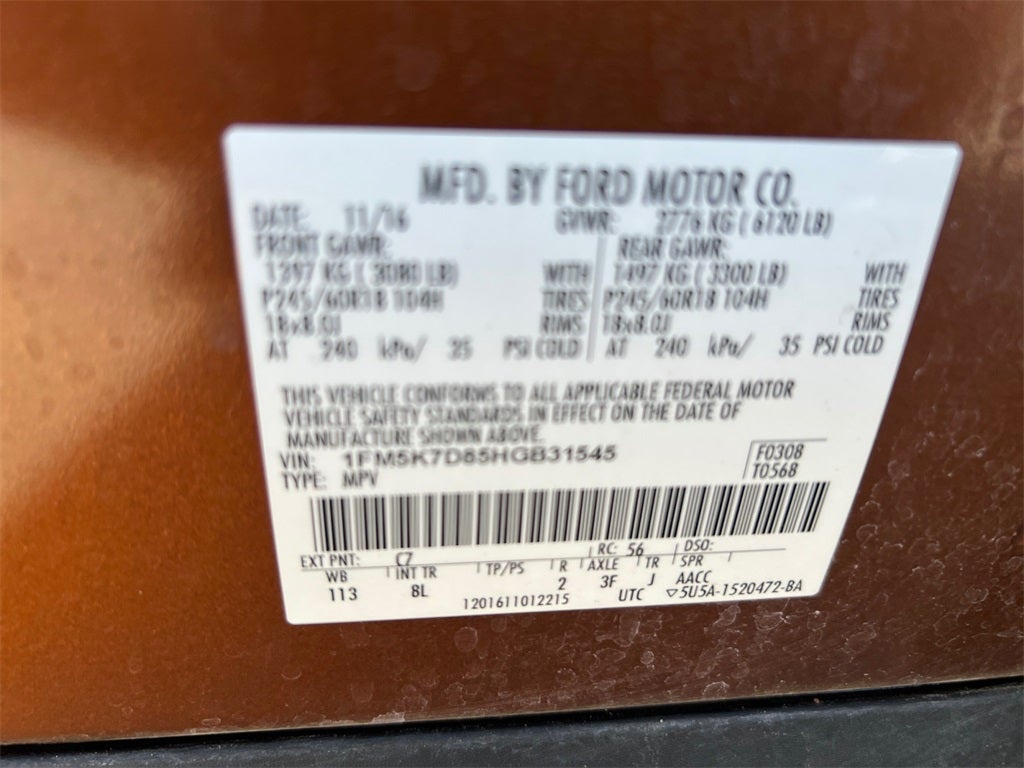 MFD. BY FORD MOTOR CO.
DATE: 11/16 GVWR: 2776 KG ( 6120 LB)
FRONT GAWR: REAR GAWR:
1397 KG ( 3080 LB) WITH 1497 KG ( 3300 LB) WITH
P245/60R18 104H TIRES P245/60R18 104H TIRES
18x8.0J RIMS 18x8.0J RIMS
AT 240 kPa/ 35 PSI COLD AT 240 kPa/ 35 PSI COLD
THIS VEHICLE CONFORMS TO ALL APPLICABLE FEDERAL MOTOR
VEHICLE SAFETY STANDARDS IN EFFECT ON THE DATE OF
MANUFACTURE SHOWN ABOVE.
VIN: 1FM5K7D85HGB31545 F0308
TYPE: MPV T0568
EXT PNT: C7 RC: 56 DSO:
WB INT TR TP/PS R AXLE TR SPR
113 8L 2 3F J AACC
1201611012215 UTC ▽5U5A-1520472-BA